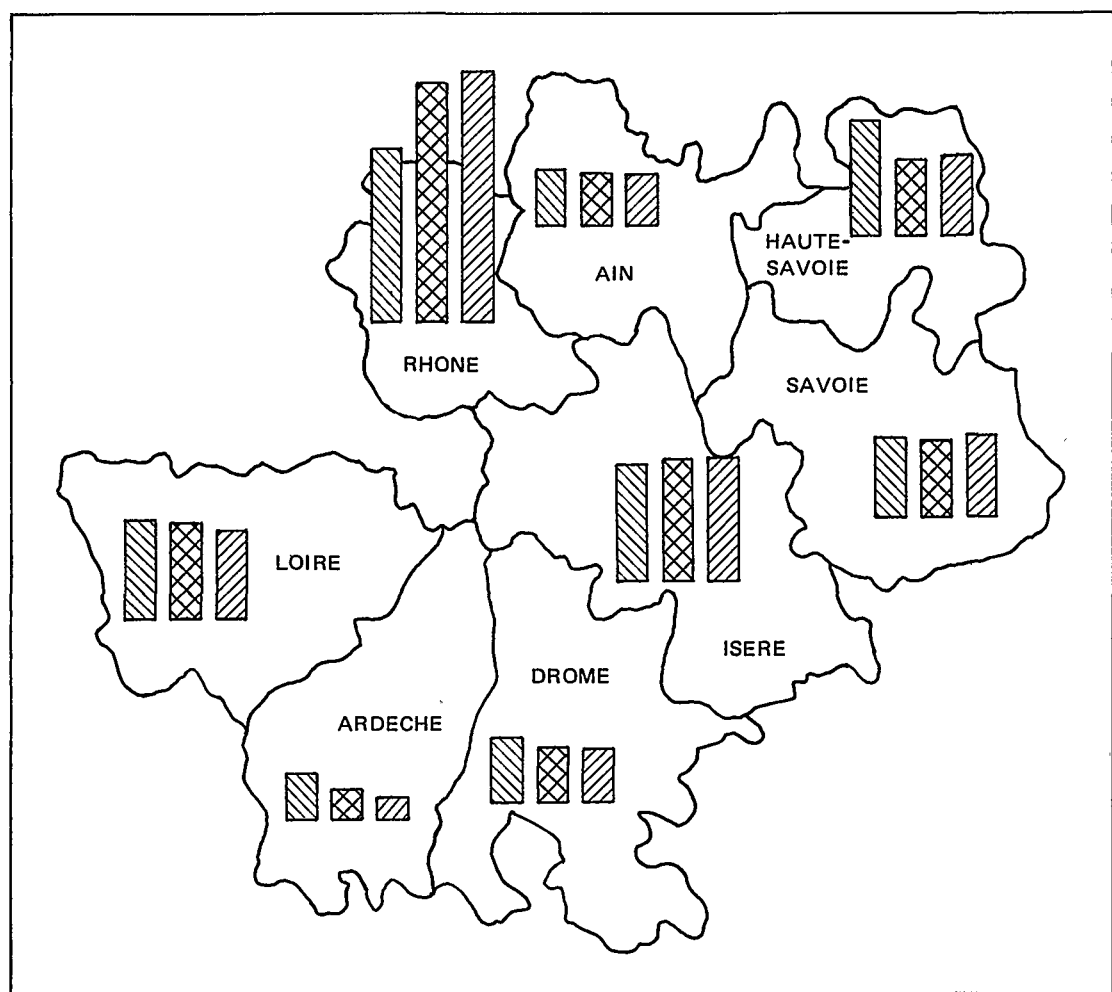 HAUTE-
SAVOIE
AIN
RHONE
SAVOIE
LOIRE
ISERE
DROME
ARDECHE